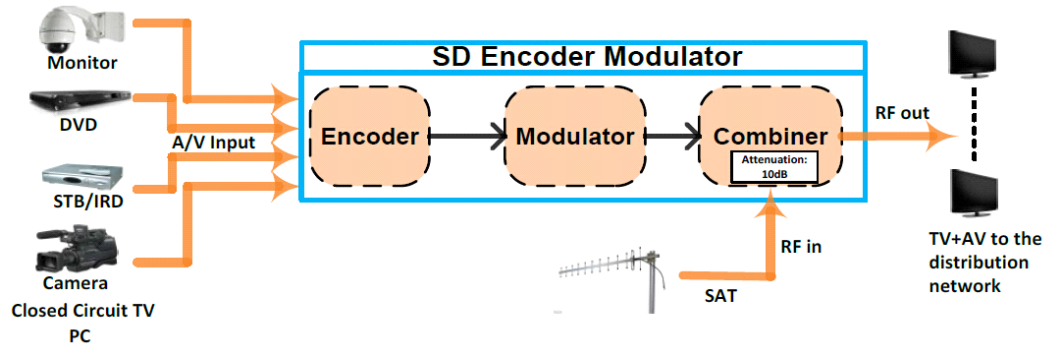 SD Encoder Modulator
Monitor
DVD
A/V Input
STB/IRD
Camera
Closed Circuit TV
PC
Encoder
Modulator
Combiner
Attenuation:
10dB
RF out
RF in
SAT
TV+AV to the
distribution
network